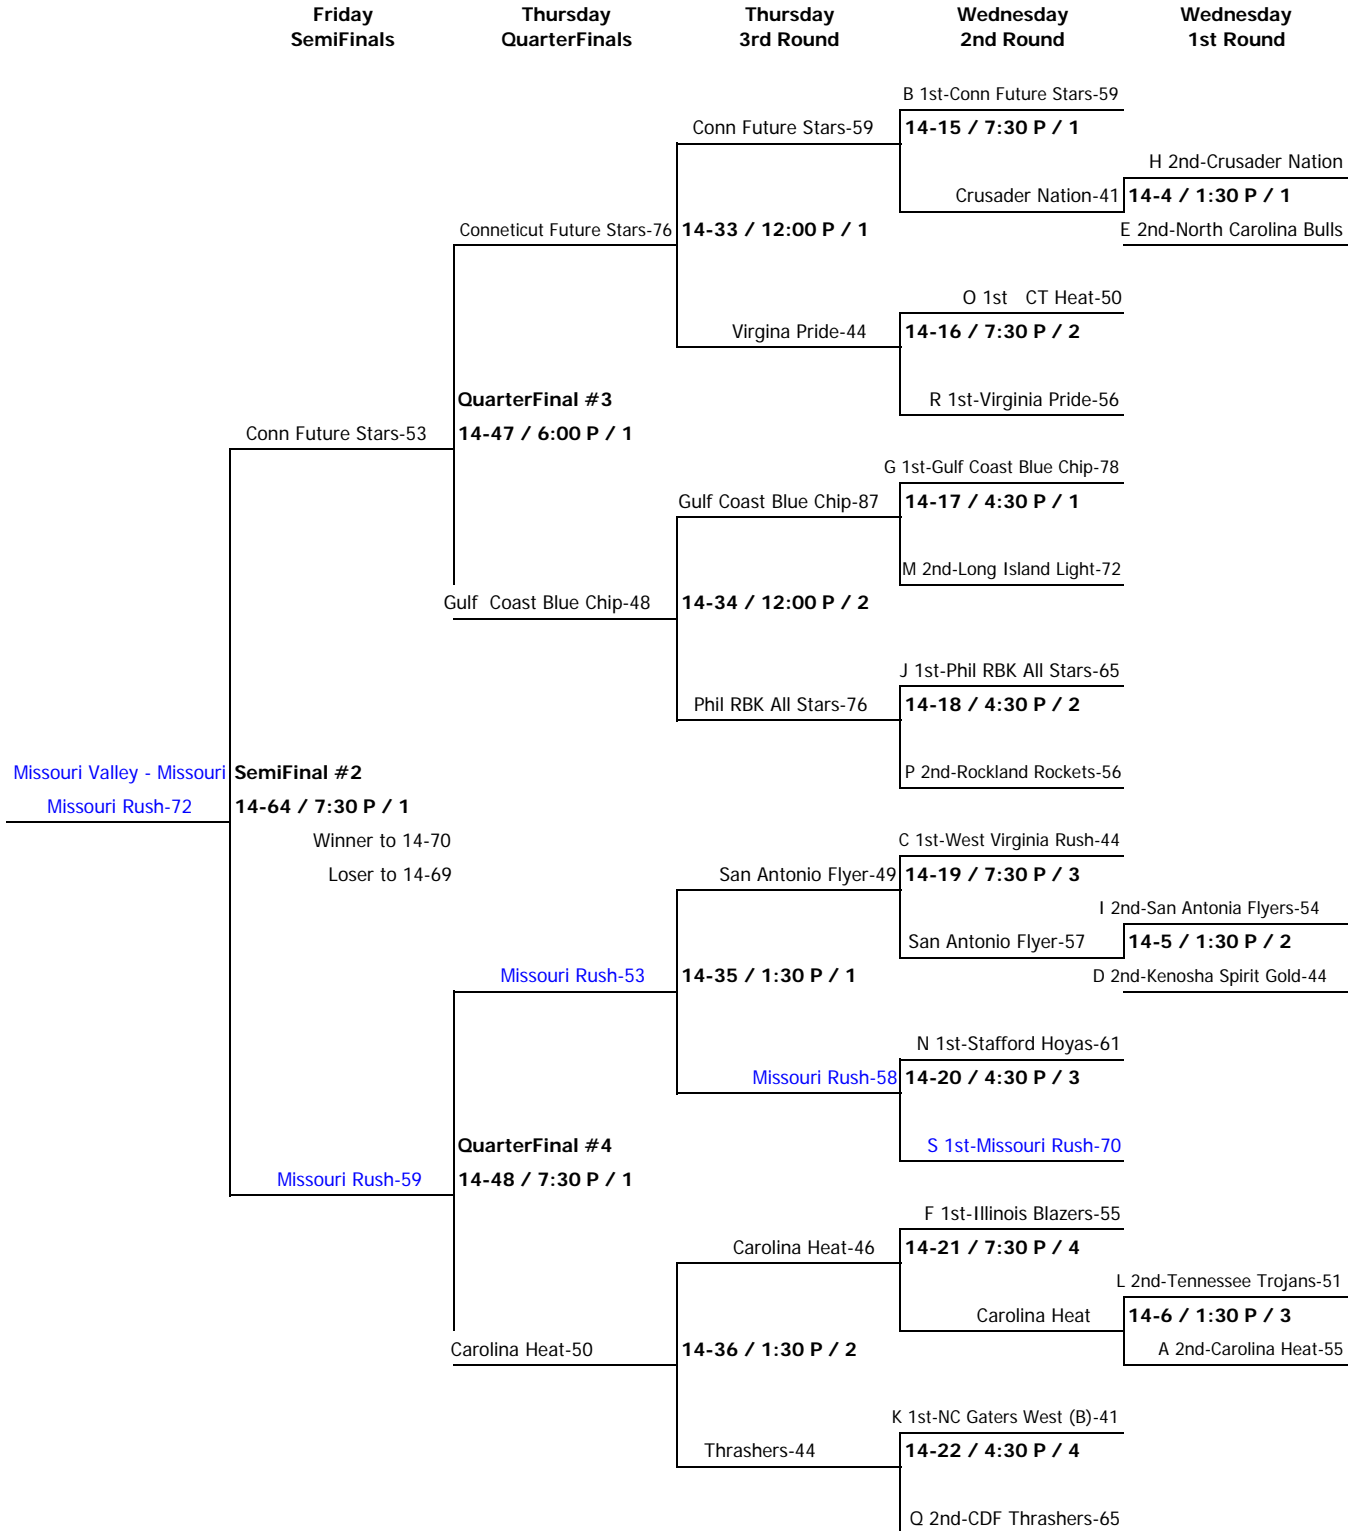 Friday Thursday Thursday Wednesday Wednesday
SemiFinals QuarterFinals 3rd Round 2nd Round 1st Round
B 1st-Conn Future Stars-59
Conn Future Stars-59 14-15 / 7:30 P / 1
H 2nd-Crusader Nation
Crusader Nation-41 14-4 / 1:30 P / 1
Conneticut Future Stars-76 14-33 / 12:00 P / 1 E 2nd-North Carolina Bulls
O 1st CT Heat-50
Virgina Pride-44 14-16 / 7:30 P / 2
QuarterFinal #3 R 1st-Virginia Pride-56
Conn Future Stars-53 14-47 / 6:00 P / 1
G 1st-Gulf Coast Blue Chip-78
Gulf Coast Blue Chip-87 14-17 / 4:30 P / 1
M 2nd-Long Island Light-72
Gulf Coast Blue Chip-48 14-34 / 12:00 P / 2
J 1st-Phil RBK All Stars-65
Phil RBK All Stars-76 14-18 / 4:30 P / 2
Missouri Valley - Missouri SemiFinal #2 P 2nd-Rockland Rockets-56
Missouri Rush-72 14-64 / 7:30 P / 1
Winner to 14-70 C 1st-West Virginia Rush-44
Loser to 14-69 San Antonio Flyer-49 14-19 / 7:30 P / 3
I 2nd-San Antonia Flyers-54
San Antonio Flyer-57 14-5 / 1:30 P / 2
Missouri Rush-53 14-35 / 1:30 P / 1 D 2nd-Kenosha Spirit Gold-44
N 1st-Stafford Hoyas-61
Missouri Rush-58 14-20 / 4:30 P / 3
QuarterFinal #4 S 1st-Missouri Rush-70
Missouri Rush-59 14-48 / 7:30 P / 1
F 1st-Illinois Blazers-55
Carolina Heat-46 14-21 / 7:30 P / 4
L 2nd-Tennessee Trojans-51
Carolina Heat 14-6 / 1:30 P / 3
Carolina Heat-50 14-36 / 1:30 P / 2 A 2nd-Carolina Heat-55
K 1st-NC Gaters West (B)-41
Thrashers-44 14-22 / 4:30 P / 4
Q 2nd-CDF Thrashers-65